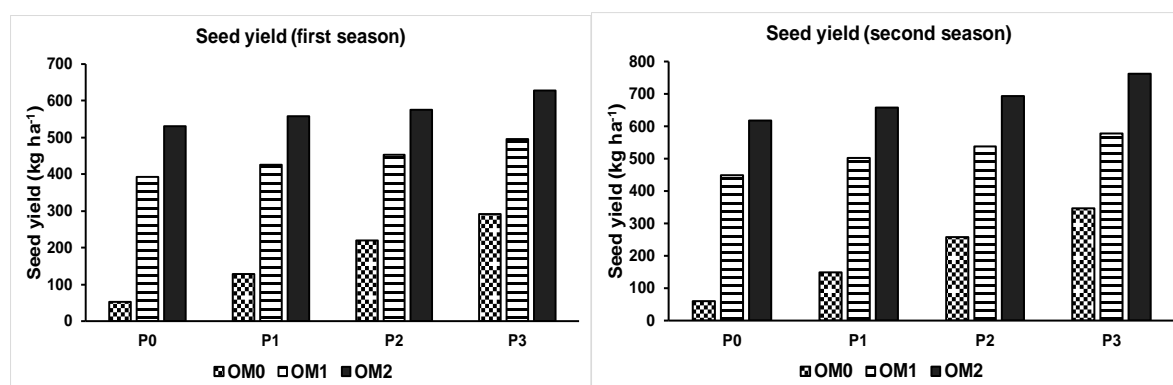 Seed yield (first season)
Seed yield (kg ha⁻¹)
700
600
500
400
300
200
100
0
P0 P1 P2 P3
OM0 OM1 OM2
Seed yield (second season)
Seed yield (kg ha⁻¹)
800
700
600
500
400
300
200
100
0
P0 P1 P2 P3
OM0 OM1 OM2